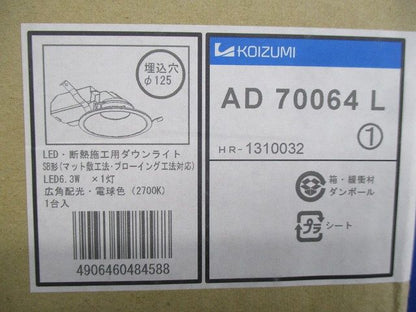 埋込穴
φ125
LED・断熱施工用ダウンライト
SB形(マット敷工法・ブローイング工法対応)
LED6.3W ×1灯
広角配光・電球色(2700K)
1台入
4906460484588
KOIZUMI
AD 70064 L
①
HR-1310032
箱・緩衝材
ダンボール
プラ
シート